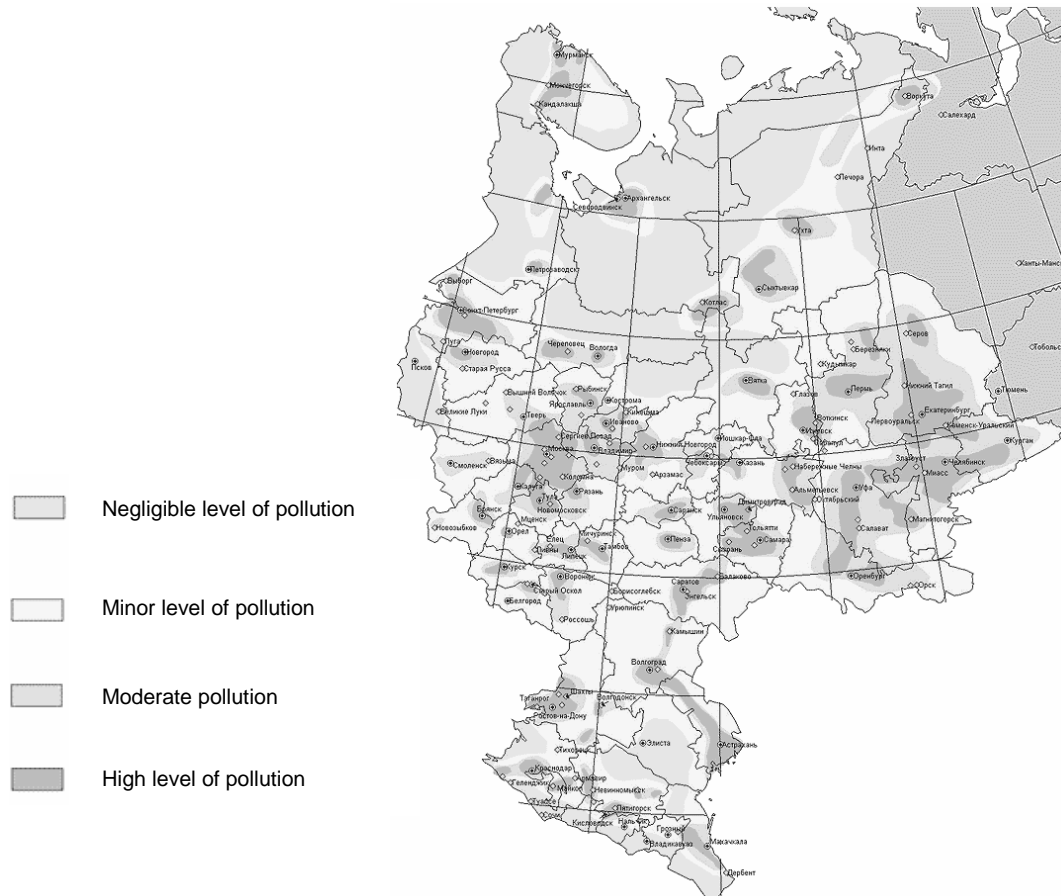 Negligible level of pollution
Minor level of pollution
Moderate pollution
High level of pollution
Мурманск
Мончегорск
Кандалакша
Воркута
Салехард
Инта
Печора
Северодвинск
Архангельск
Ухта
Ханты-Манс
Петрозаводск
Выборг
Сыктывкар
Котлас
Санкт-Петербург
Серов
Луга
Череповец
Вологда
Березники
Тобольск
Новгород
Кудымкар
Псков
Старая Русса
Вятка
Нижний Тагил
Тюмень
Вышний Волочок
Рыбинск
Пермь
Глазов
Ярославль
Кострома
Великие Луки
Тверь
Кинешма
Екатеринбург
Воткинск
Первоуральск
Иваново
Каменск-Уральский
Ижевск
Сергиев Посад
Йошкар-Ола
Курган
Москва
Владимир
Нижний Новгород
Златоуст
Смоленск
Вязьма
Чебоксары
Казань
Челябинск
Муром
Арзамас
Набережные Челны
Миасс
Коломна
Калуга
Рязань
Уфа
Альметьевск
Тула
Октябрьский
Димитровград
Новомосковск
Брянск
Саранск
Ульяновск
Магнитогорск
Новозыбков
Мценск
Салават
Орел
Мичуринск
Тольятти
Елец
Пенза
Самара
Ливны
Липецк
Тамбов
Сызрань
Курск
Воронеж
Балаково
Оренбург
Саратов
Орск
Старый Оскол
Борисоглебск
Энгельск
Белгород
Урюпинск
Россошь
Камышин
Волгоград
Шахты
Таганрог
Волгодонск
Ростов-на-Дону
Элиста
Астрахань
Тихорецк
Краснодар
Армавир
Геленджик
Майкоп
Невинномысск
Туапсе
Пятигорск
Сочи
Кисловодск
Нальчик
Грозный
Махачкала
Владикавказ
Дербент